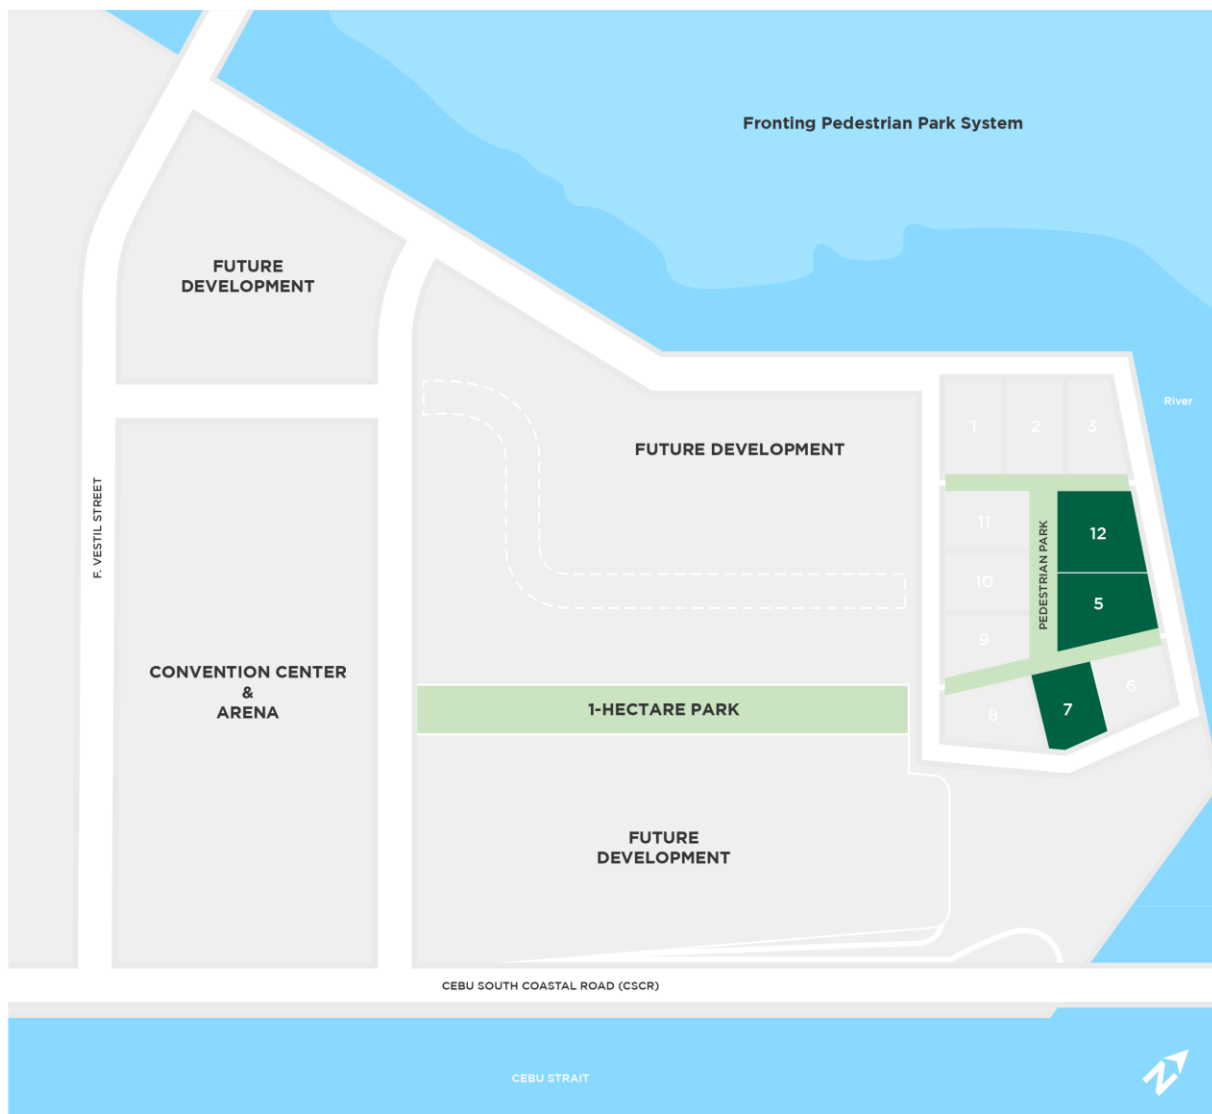 Fronting Pedestrian Park System
FUTURE
DEVELOPMENT
River
1
2
3
FUTURE DEVELOPMENT
F. VESTIL STREET
11
12
PEDESTRIAN PARK
10
5
9
CONVENTION CENTER
&
ARENA
6
1-HECTARE PARK
8
7
FUTURE
DEVELOPMENT
CEBU SOUTH COASTAL ROAD (CSCR)
CEBU STRAIT
N